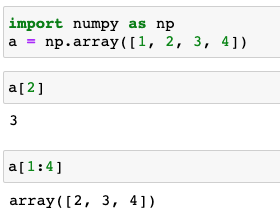 import numpy as np
a = np.array([1, 2, 3, 4])
a[2]
3
a[1:4]
array([2, 3, 4])